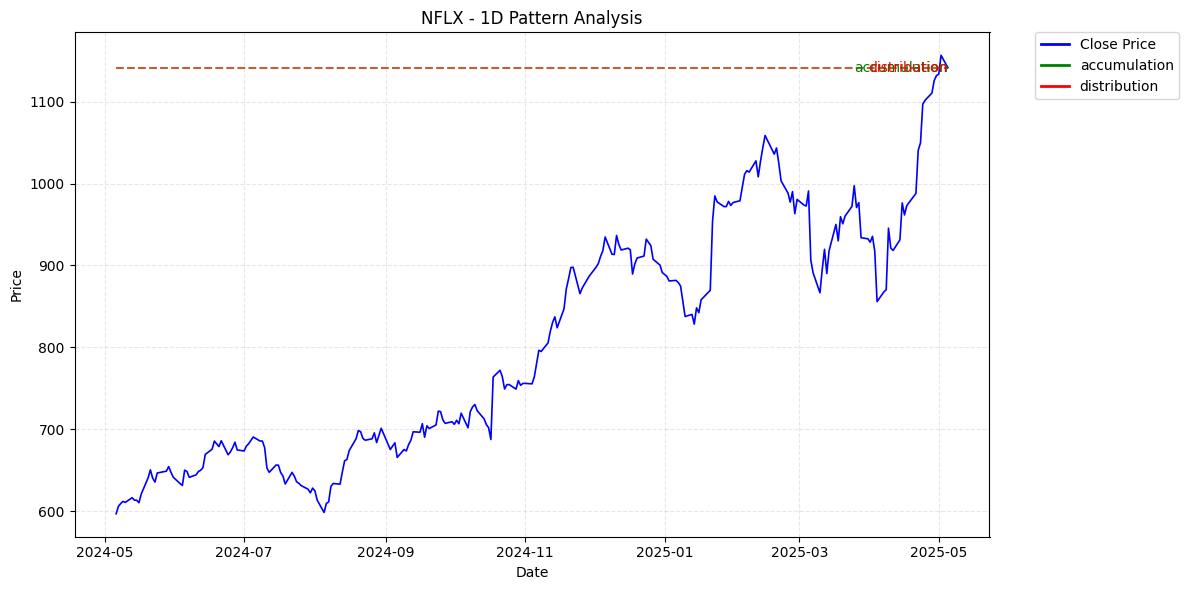 NFLX - 1D Pattern Analysis
Close Price
accumulation
distribution
accumulation
distribution
1100
1000
900
800
700
600
Price
2024-05
2024-07
2024-09
2024-11
2025-01
2025-03
2025-05
Date